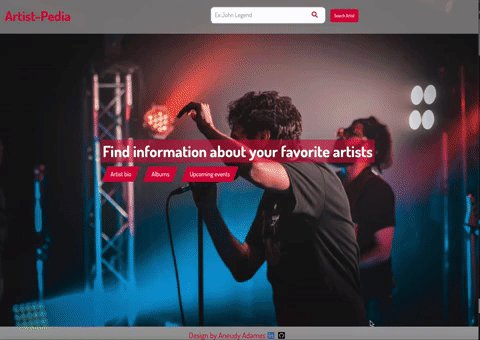 Artist-Pedia
Ex:John Legend
Search Artist
Find information about your favorite artists
Artist bio
Albums
Upcoming events
Design by Aneudy Adames